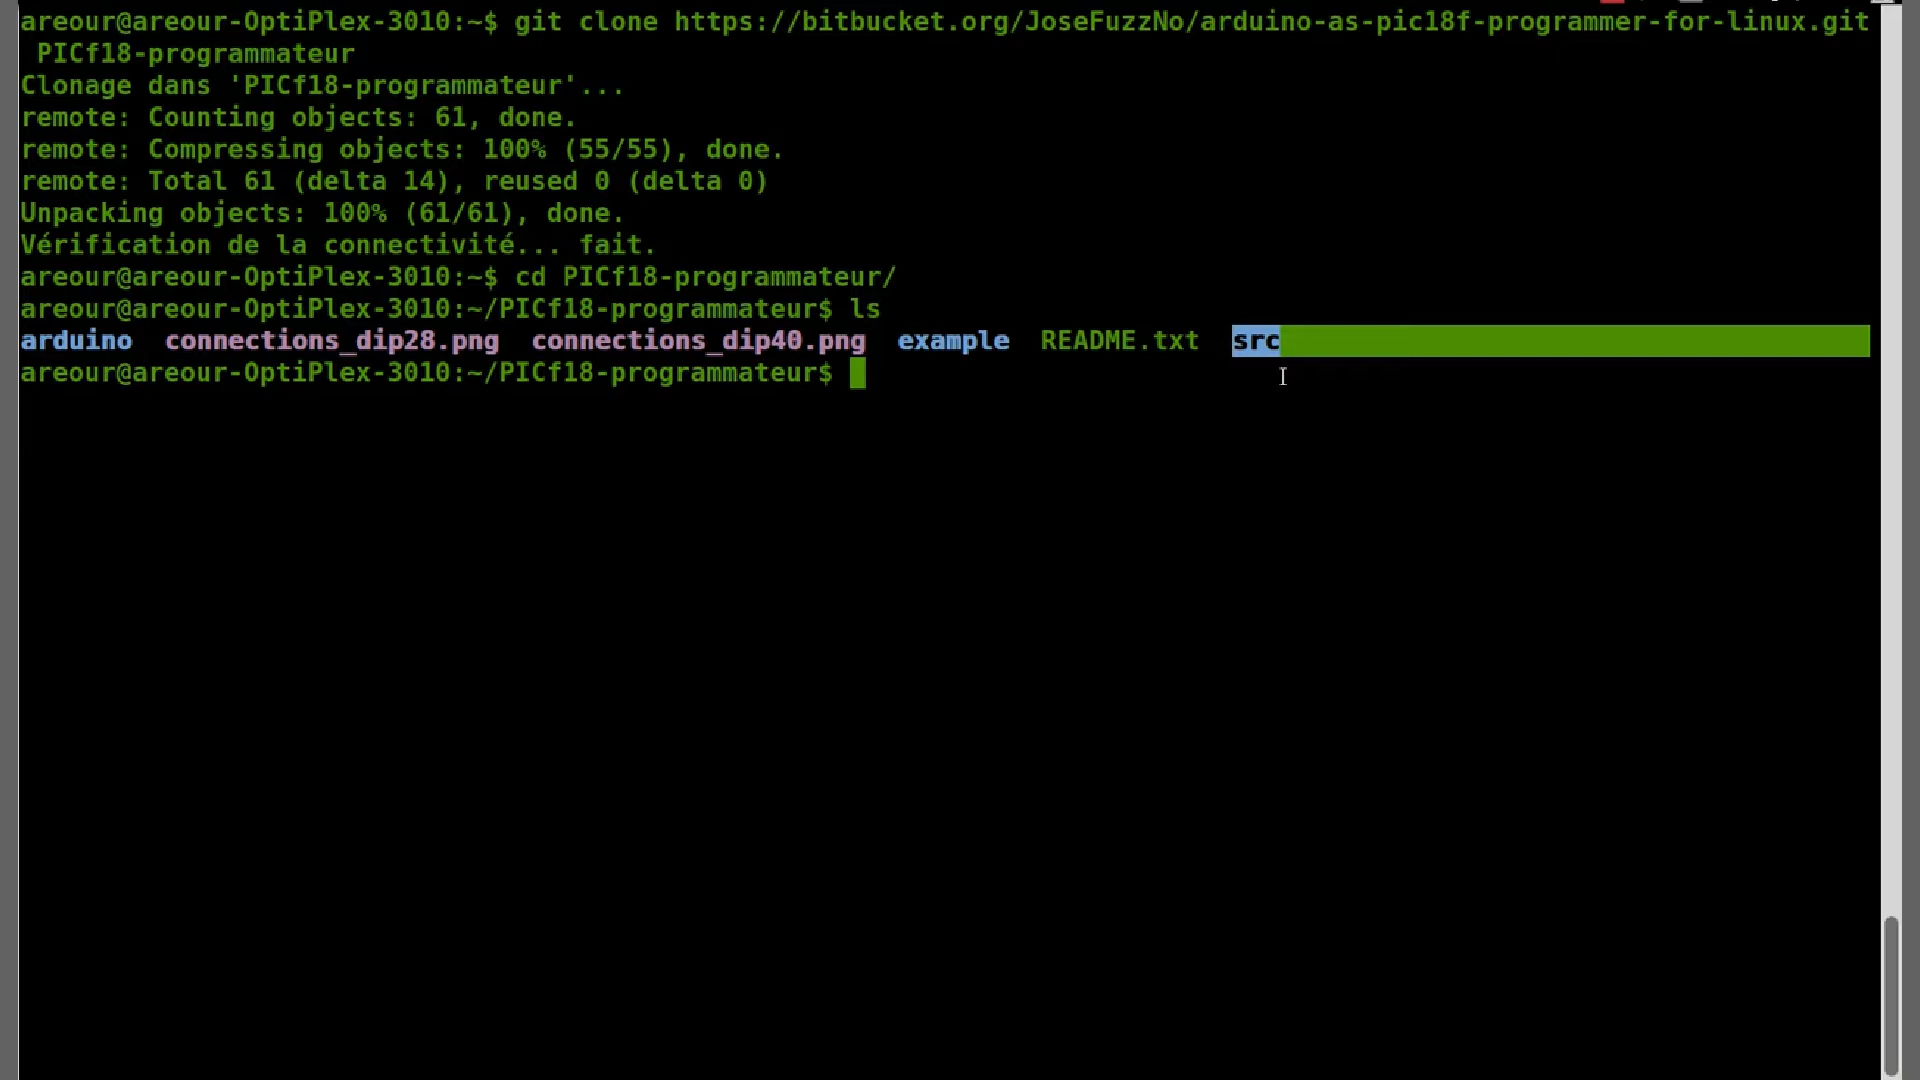 areour@areour-OptiPlex-3010:~$ git clone https://bitbucket.org/JoseFuzzNo/arduino-as-pic18f-programmer-for-linux.git
PICf18-programmateur
Clonage dans 'PICf18-programmateur'...
remote: Counting objects: 61, done.
remote: Compressing objects: 100% (55/55), done.
remote: Total 61 (delta 14), reused 0 (delta 0)
Unpacking objects: 100% (61/61), done.
Vérification de la connectivité... fait.
areour@areour-OptiPlex-3010:~$ cd PICf18-programmateur/
areour@areour-OptiPlex-3010:~/PICf18-programmateur$ ls
arduino  connections_dip28.png  connections_dip40.png  example  README.txt  src
areour@areour-OptiPlex-3010:~/PICf18-programmateur$